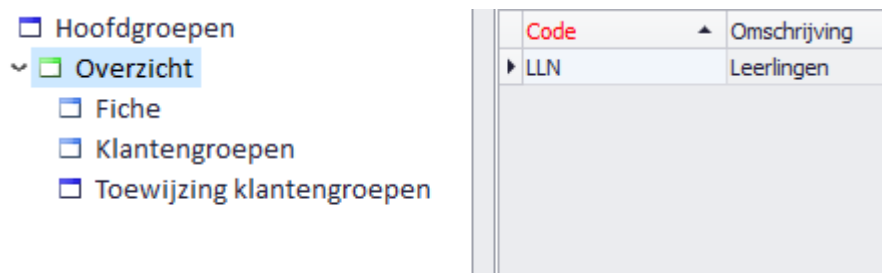 Hoofdgroepen
Overzicht
Fiche
Klantengroepen
Toewijzing klantengroepen
Code Omschrijving
LLN Leerlingen